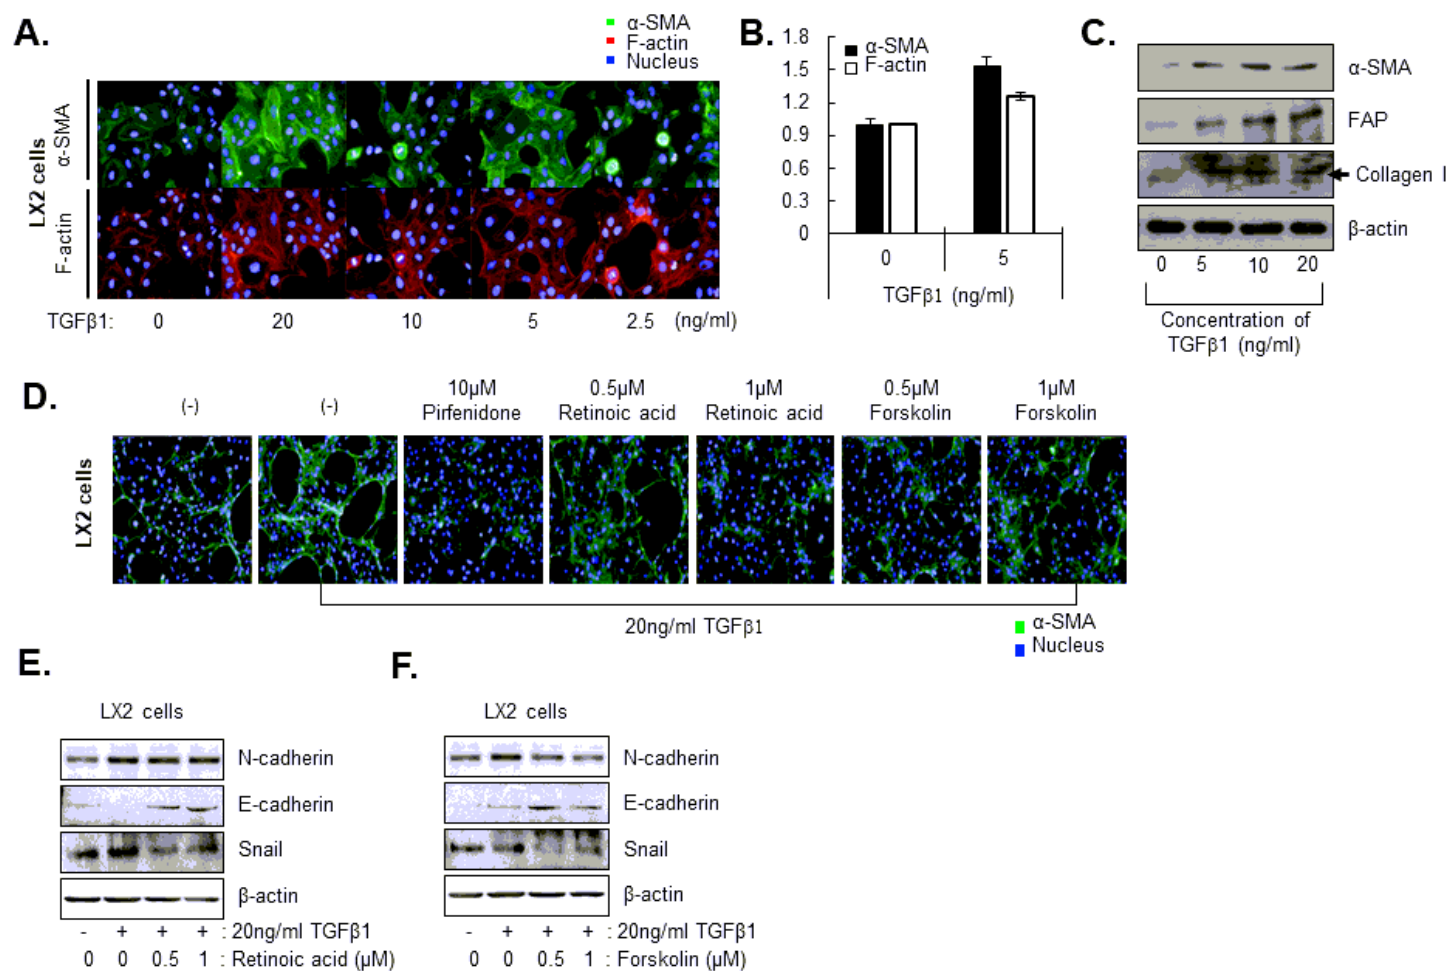 A.
α-SMA
F-actin
Nucleus
LX2 cells
α-SMA
F-actin
TGFβ1: 0 20 10 5 2.5 (ng/ml)
B.
1.8
1.5
1.2
0.9
0.6
0.3
0
α-SMA
F-actin
0 5
TGFβ1 (ng/ml)
C.
α-SMA
FAP
Collagen I
β-actin
0 5 10 20
Concentration of
TGFβ1 (ng/ml)
D.
LX2 cells
(-)
(-)
10μM
Pirfenidone
0.5μM
Retinoic acid
1μM
Retinoic acid
0.5μM
Forskolin
1μM
Forskolin
20ng/ml TGFβ1
α-SMA
Nucleus
E.
LX2 cells
N-cadherin
E-cadherin
Snail
β-actin
- + + + : 20ng/ml TGFβ1
0 0 0.5 1 : Retinoic acid (μM)
F.
LX2 cells
N-cadherin
E-cadherin
Snail
β-actin
- + + + : 20ng/ml TGFβ1
0 0 0.5 1 : Forskolin (μM)